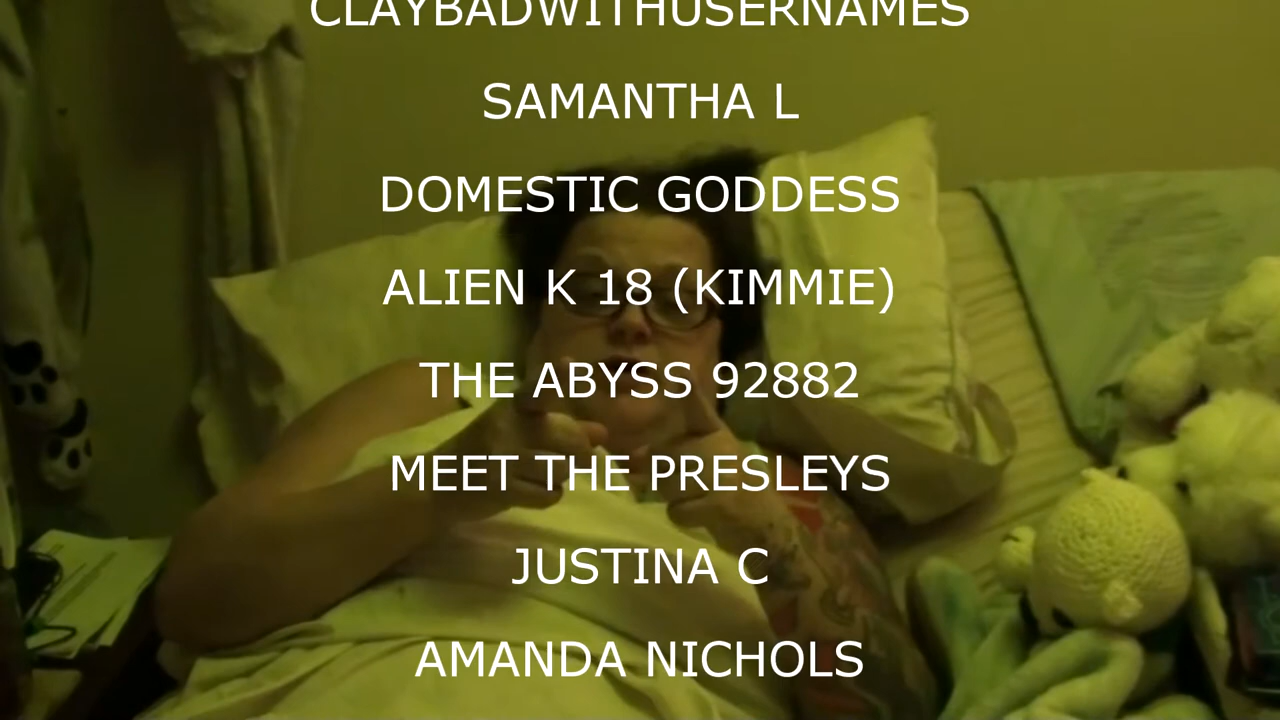 CLAYBADWITHUSERNAMES
SAMANTHA L
DOMESTIC GODDESS
ALIEN K 18 (KIMMIE)
THE ABYSS 92882
MEET THE PRESLEYS
JUSTINA C
AMANDA NICHOLS